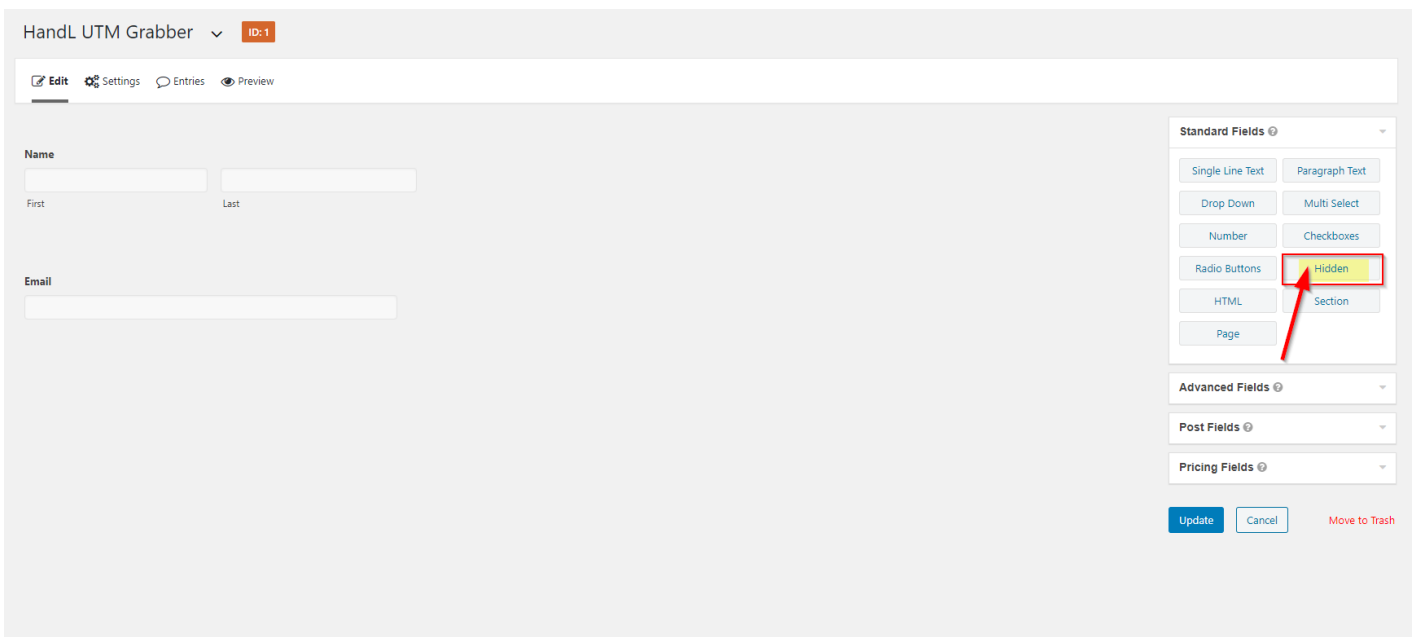 HandL UTM Grabber ID: 1
Edit Settings Entries Preview
Standard Fields
Name
Single Line Text Paragraph Text
First Last
Drop Down Multi Select
Number Checkboxes
Radio Buttons Hidden
Email
HTML Section
Page
Advanced Fields
Post Fields
Pricing Fields
Update Cancel Move to Trash